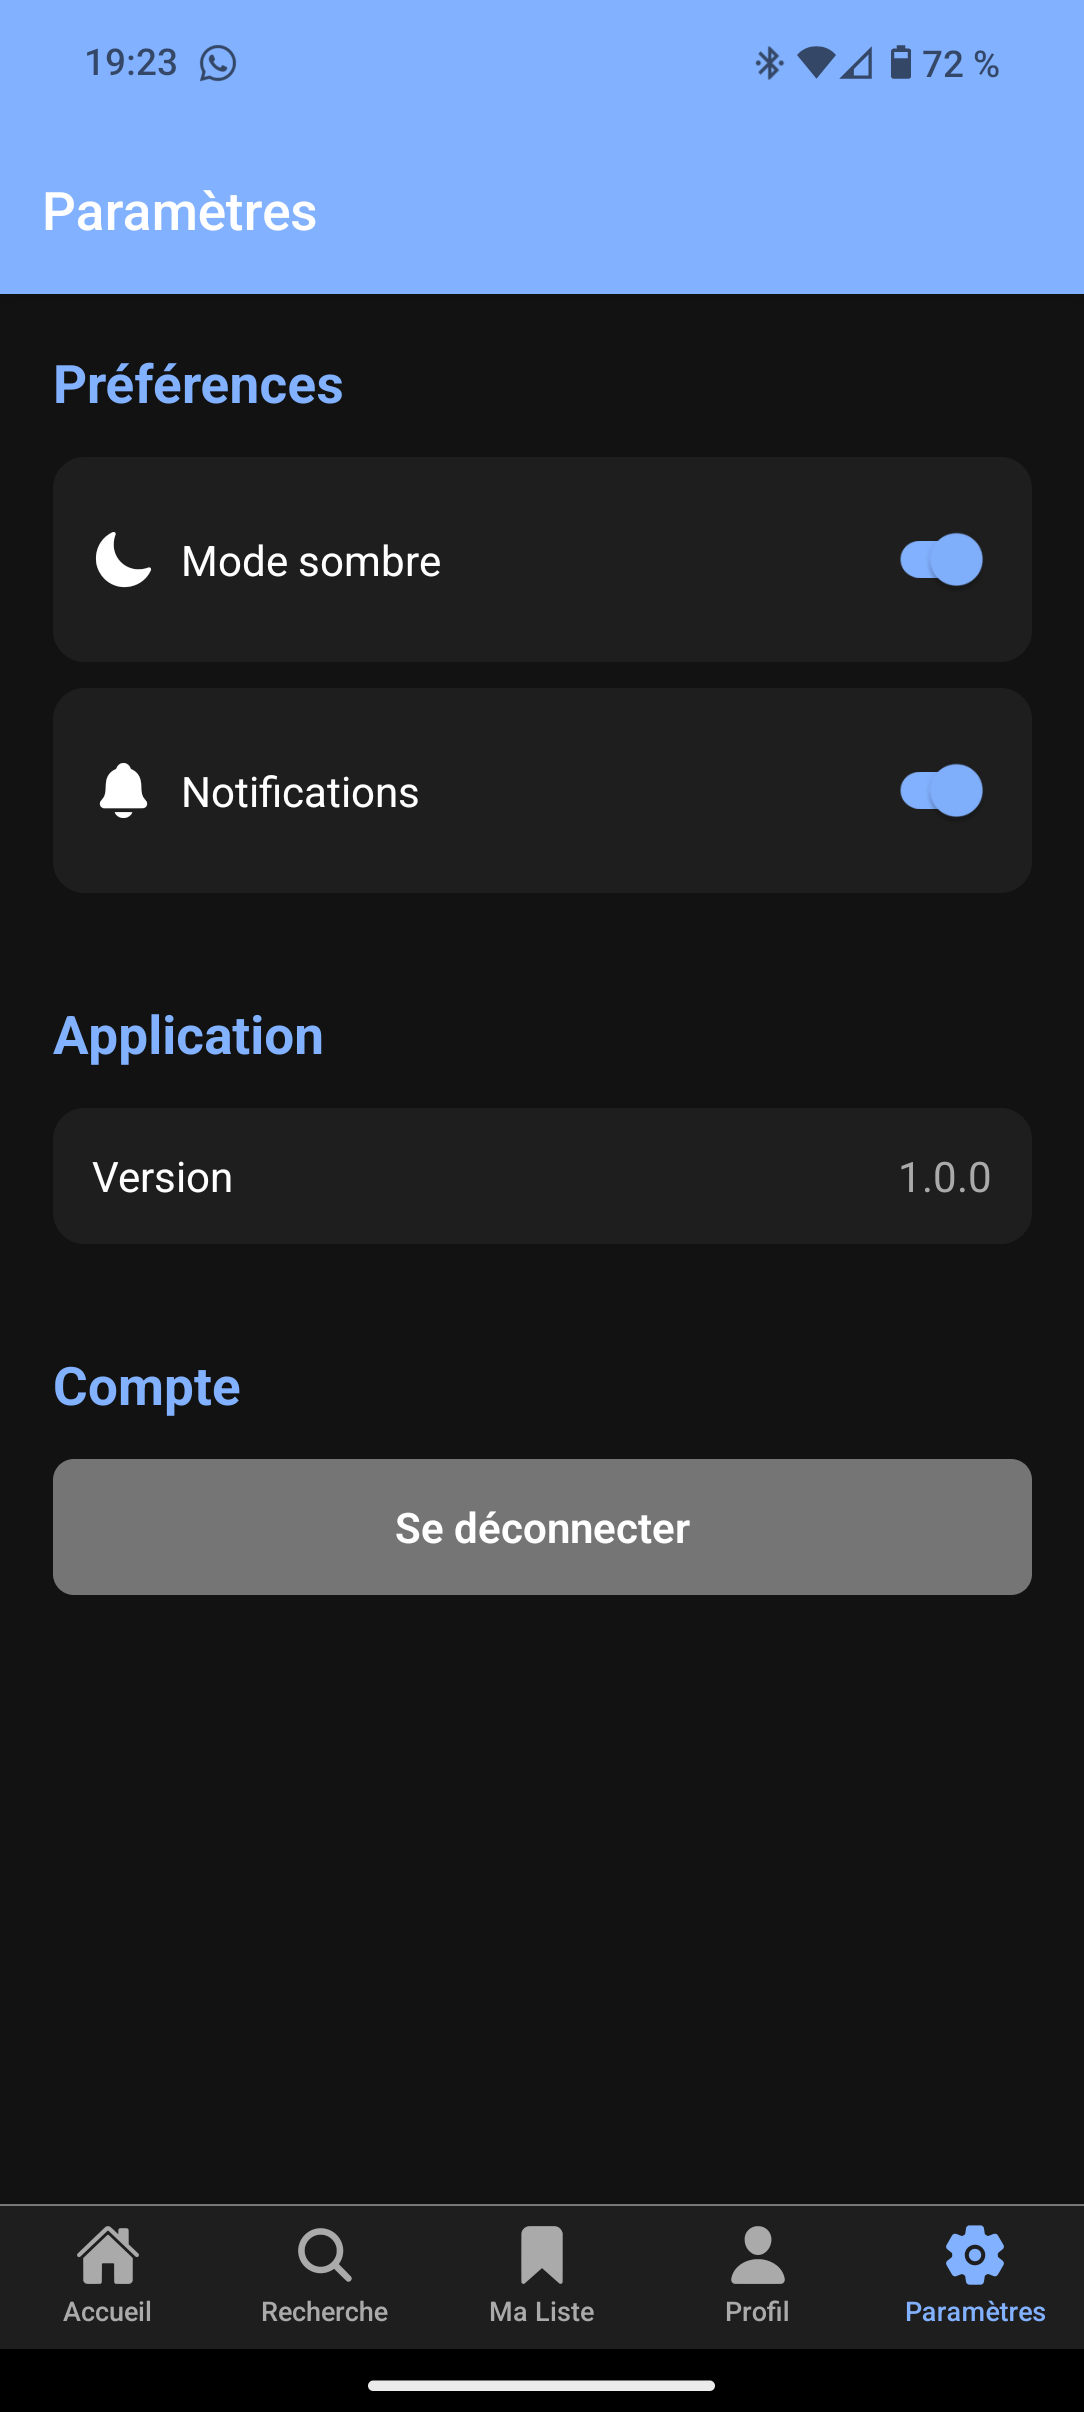 19:23
72 %
Paramètres
Préférences
Mode sombre
Notifications
Application
Version 1.0.0
Compte
Se déconnecter
Accueil Recherche Ma Liste Profil Paramètres